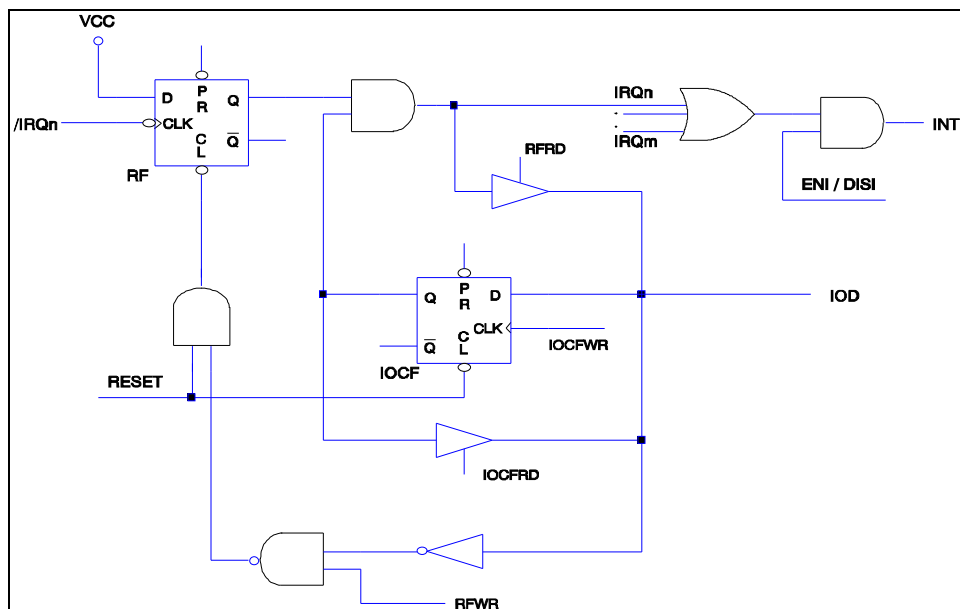 VCC
D
P
R
Q
/IRQn
CLK
C
L
Q
RF
IRQn
IRQm
INT
RFRD
ENI / DISI
Q
P
R
D
IOD
CLK
C
L
Q
IOCFWR
IOCF
RESET
IOCFRD
RFWR